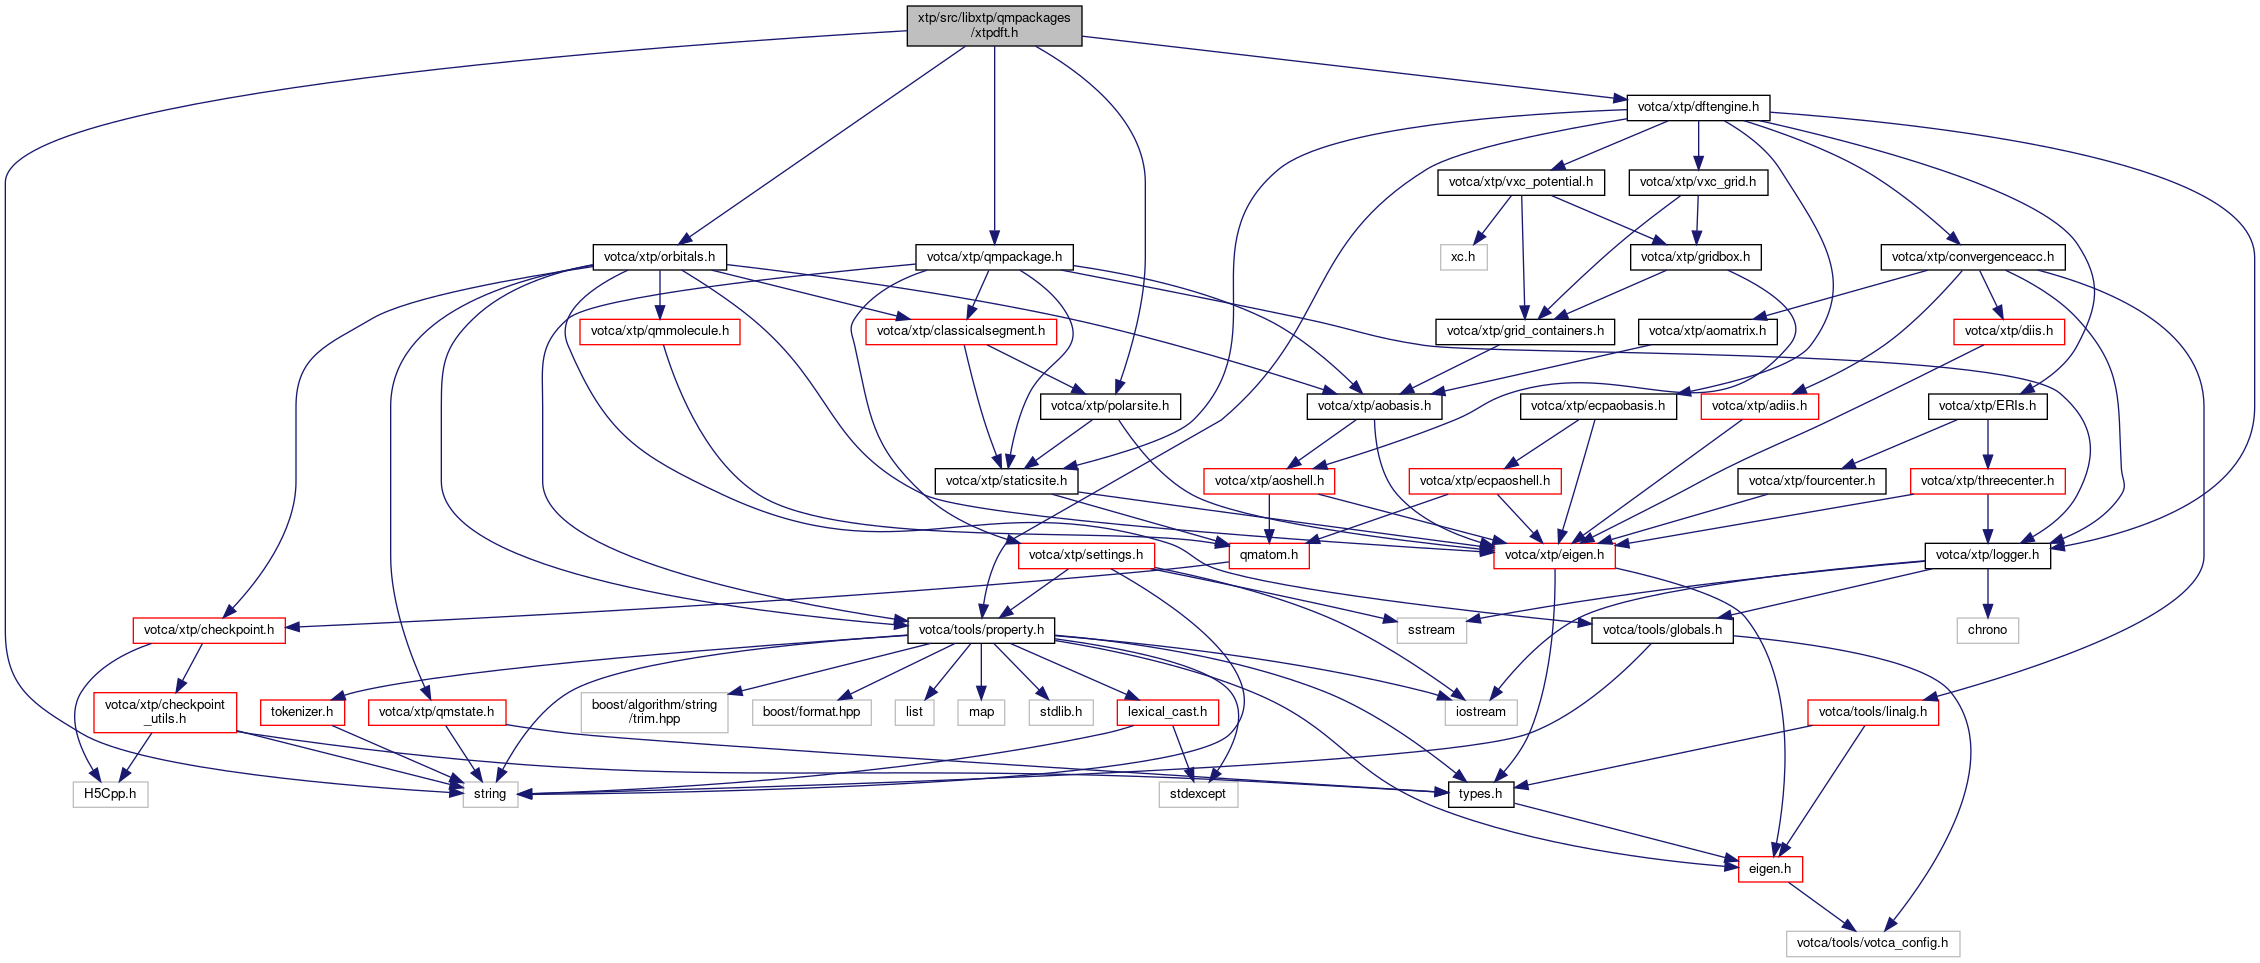 xtp/src/libxtp/qmpackages
/xtpdft.h
votca/xtp/dftengine.h
votca/xtp/vxc_potential.h
votca/xtp/vxc_grid.h
votca/xtp/orbitals.h
votca/xtp/qmpackage.h
xc.h
votca/xtp/gridbox.h
votca/xtp/convergenceacc.h
votca/xtp/qmmolecule.h
votca/xtp/classicalsegment.h
votca/xtp/grid_containers.h
votca/xtp/aomatrix.h
votca/xtp/diis.h
votca/xtp/polarsite.h
votca/xtp/aobasis.h
votca/xtp/ecpaobasis.h
votca/xtp/adiis.h
votca/xtp/ERIs.h
votca/xtp/staticsite.h
votca/xtp/aoshell.h
votca/xtp/ecpaoshell.h
votca/xtp/fourcenter.h
votca/xtp/threecenter.h
votca/xtp/settings.h
qmatom.h
votca/xtp/eigen.h
votca/xtp/logger.h
votca/xtp/checkpoint.h
votca/tools/property.h
sstream
votca/tools/globals.h
chrono
votca/xtp/checkpoint
_utils.h
tokenizer.h
votca/xtp/qmstate.h
boost/algorithm/string
/trim.hpp
boost/format.hpp
list
map
stdlib.h
lexical_cast.h
iostream
votca/tools/linalg.h
H5Cpp.h
string
stdexcept
types.h
eigen.h
votca/tools/votca_config.h